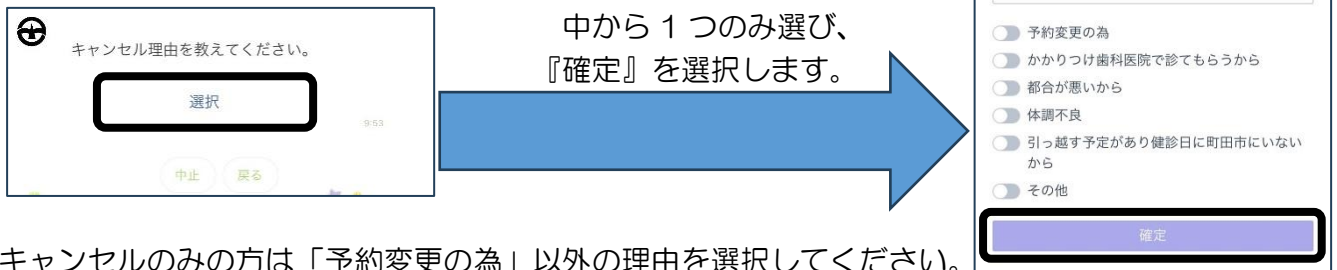 キャンセル理由を教えてください。
選択
9:53
中止
戻る
中から1つのみ選び、
『確定』を選択します。
予約変更の為
かかりつけ歯科医院で診てもらうから
都合が悪いから
体調不良
引っ越す予定があり健診日に町田市にいない
から
その他
確定
キャンセルのみの方は「予約変更の為」以外の理由を選択してください。